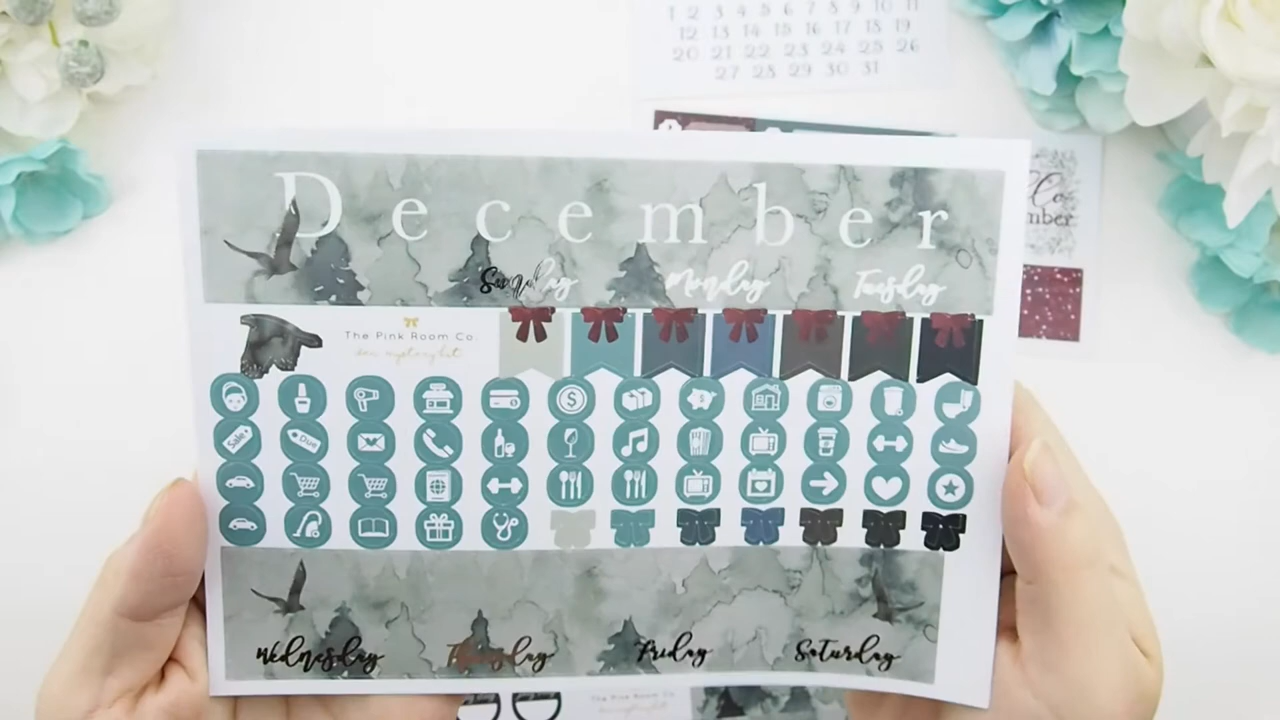 1 2 3 4 5 6 7 8 9 10 11
12 13 14 15 16 17 18 19
20 21 22 23 24 25 26
27 28 29 30 31
mber
December
Sunday Monday Tuesday
The Pink Room Co
Sale
Due
Wednesday Thursday Friday Saturday
The Pink Room Co